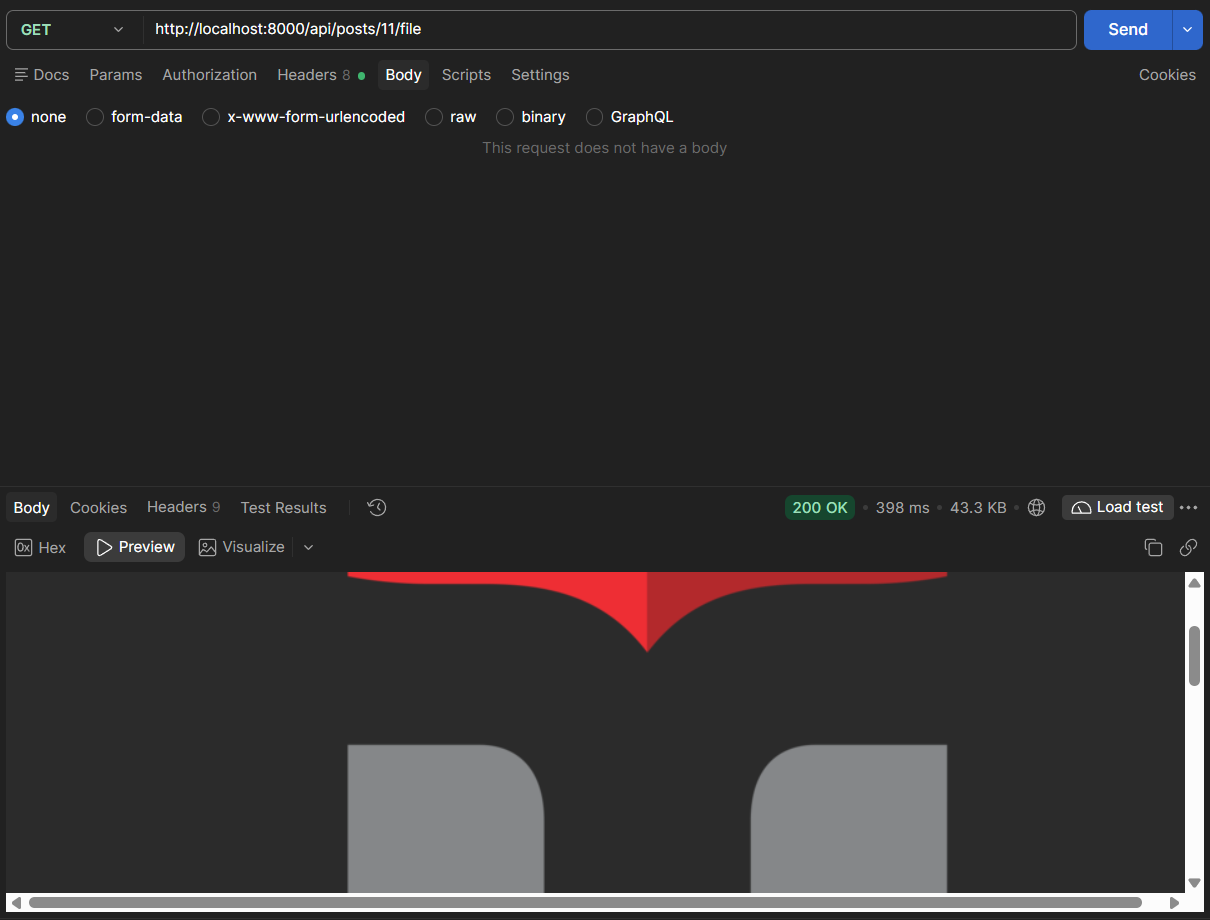 GET http://localhost:8000/api/posts/11/file Send
Docs Params Authorization Headers 8 Body Scripts Settings Cookies
none form-data x-www-form-urlencoded raw binary GraphQL
This request does not have a body
Body Cookies Headers 9 Test Results 200 OK 398 ms 43.3 KB Load test
0x Hex Preview Visualize